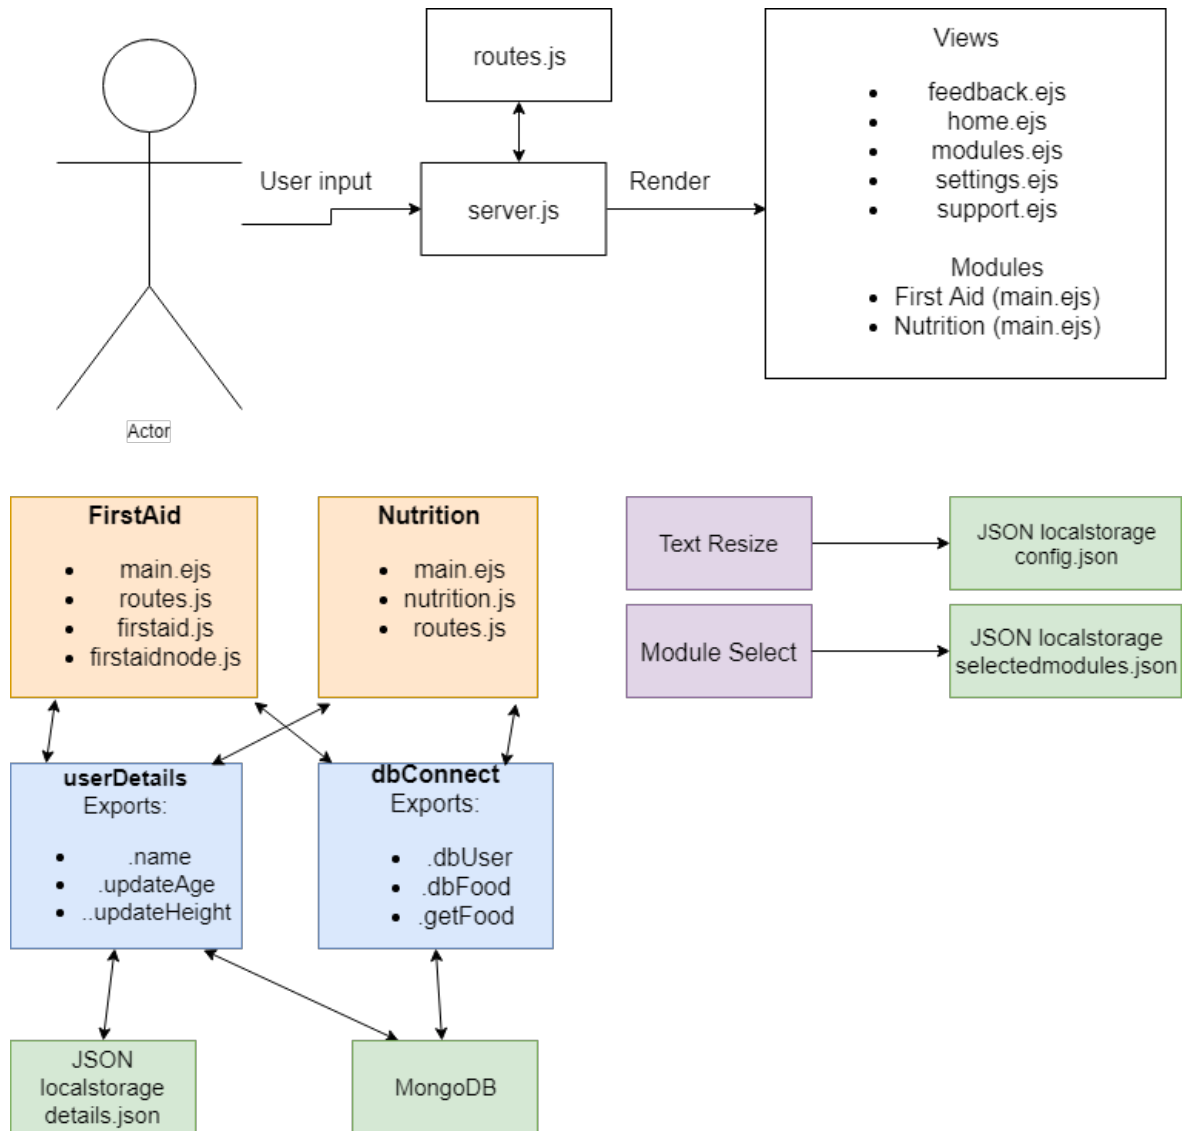 routes.js
Views
• feedback.ejs
• home.ejs
• modules.ejs
• settings.ejs
• support.ejs
Modules
• First Aid (main.ejs)
• Nutrition (main.ejs)
User input
server.js
Render
Actor
FirstAid
• main.ejs
• routes.js
• firstaid.js
• firstaidnode.js
Nutrition
• main.ejs
• nutrition.js
• routes.js
Text Resize
JSON localstorage
config.json
Module Select
JSON localstorage
selectedmodules.json
userDetails
Exports:
• .name
• .updateAge
• ..updateHeight
dbConnect
Exports:
• .dbUser
• .dbFood
• .getFood
JSON
localstorage
details.json
MongoDB